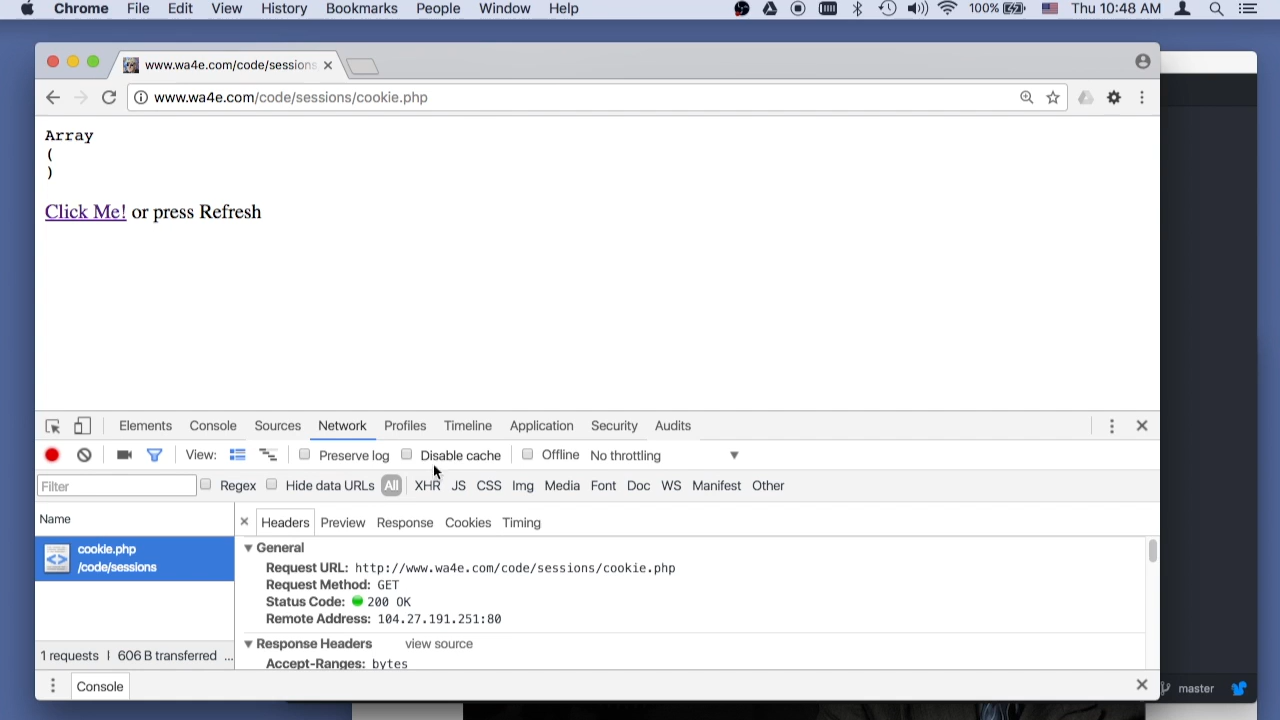 Chrome File Edit View History Bookmarks People Window Help 100% Thu 10:48 AM
www.wa4e.com/code/sessions
www.wa4e.com/code/sessions/cookie.php
Array
(
)
Click Me! or press Refresh
Elements Console Sources Network Profiles Timeline Application Security Audits
View: Preserve log Disable cache Offline No throttling
Filter Regex Hide data URLs All XHR JS CSS Img Media Font Doc WS Manifest Other
Name
Headers Preview Response Cookies Timing
cookie.php
/code/sessions
General
Request URL: http://www.wa4e.com/code/sessions/cookie.php
Request Method: GET
Status Code: 200 OK
Remote Address: 104.27.191.251:80
Response Headers view source
Accept-Ranges: bytes
1 requests | 606 B transferred ...
Console
master